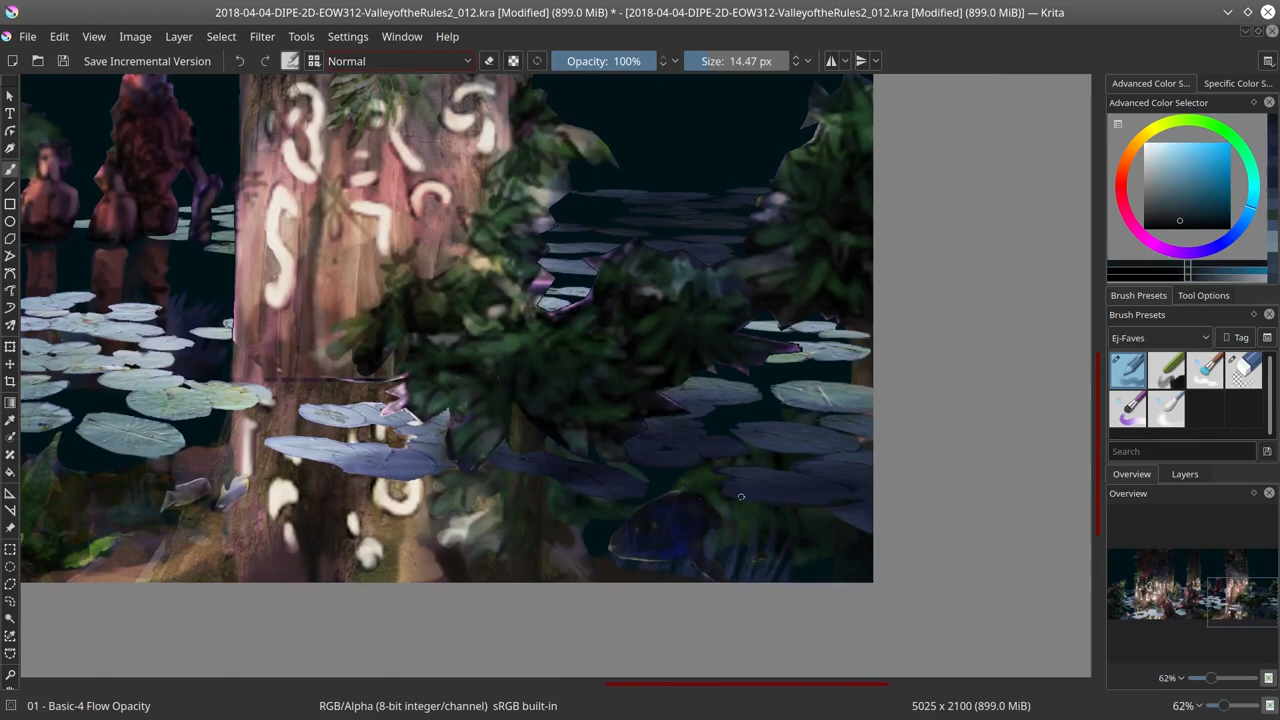 2018-04-04-DIPE-2D-EOW312-ValleyoftheRules2_012.kra [Modified] (899.0 MiB) * - [2018-04-04-DIPE-2D-EOW312-ValleyoftheRules2_012.kra [Modified] (899.0 MiB)] — Krita
File Edit View Image Layer Select Filter Tools Settings Window Help
Save Incremental Version Normal Opacity: 100% Size: 14.47 px
Advanced Color S... Specific Color S...
Advanced Color Selector
Brush Presets Tool Options
Brush Presets
Ej-Faves Tag
Search
Overview Layers
Overview
62%
01 - Basic-4 Flow Opacity RGB/Alpha (8-bit integer/channel) sRGB built-in 5025 x 2100 (899.0 MiB) 62%